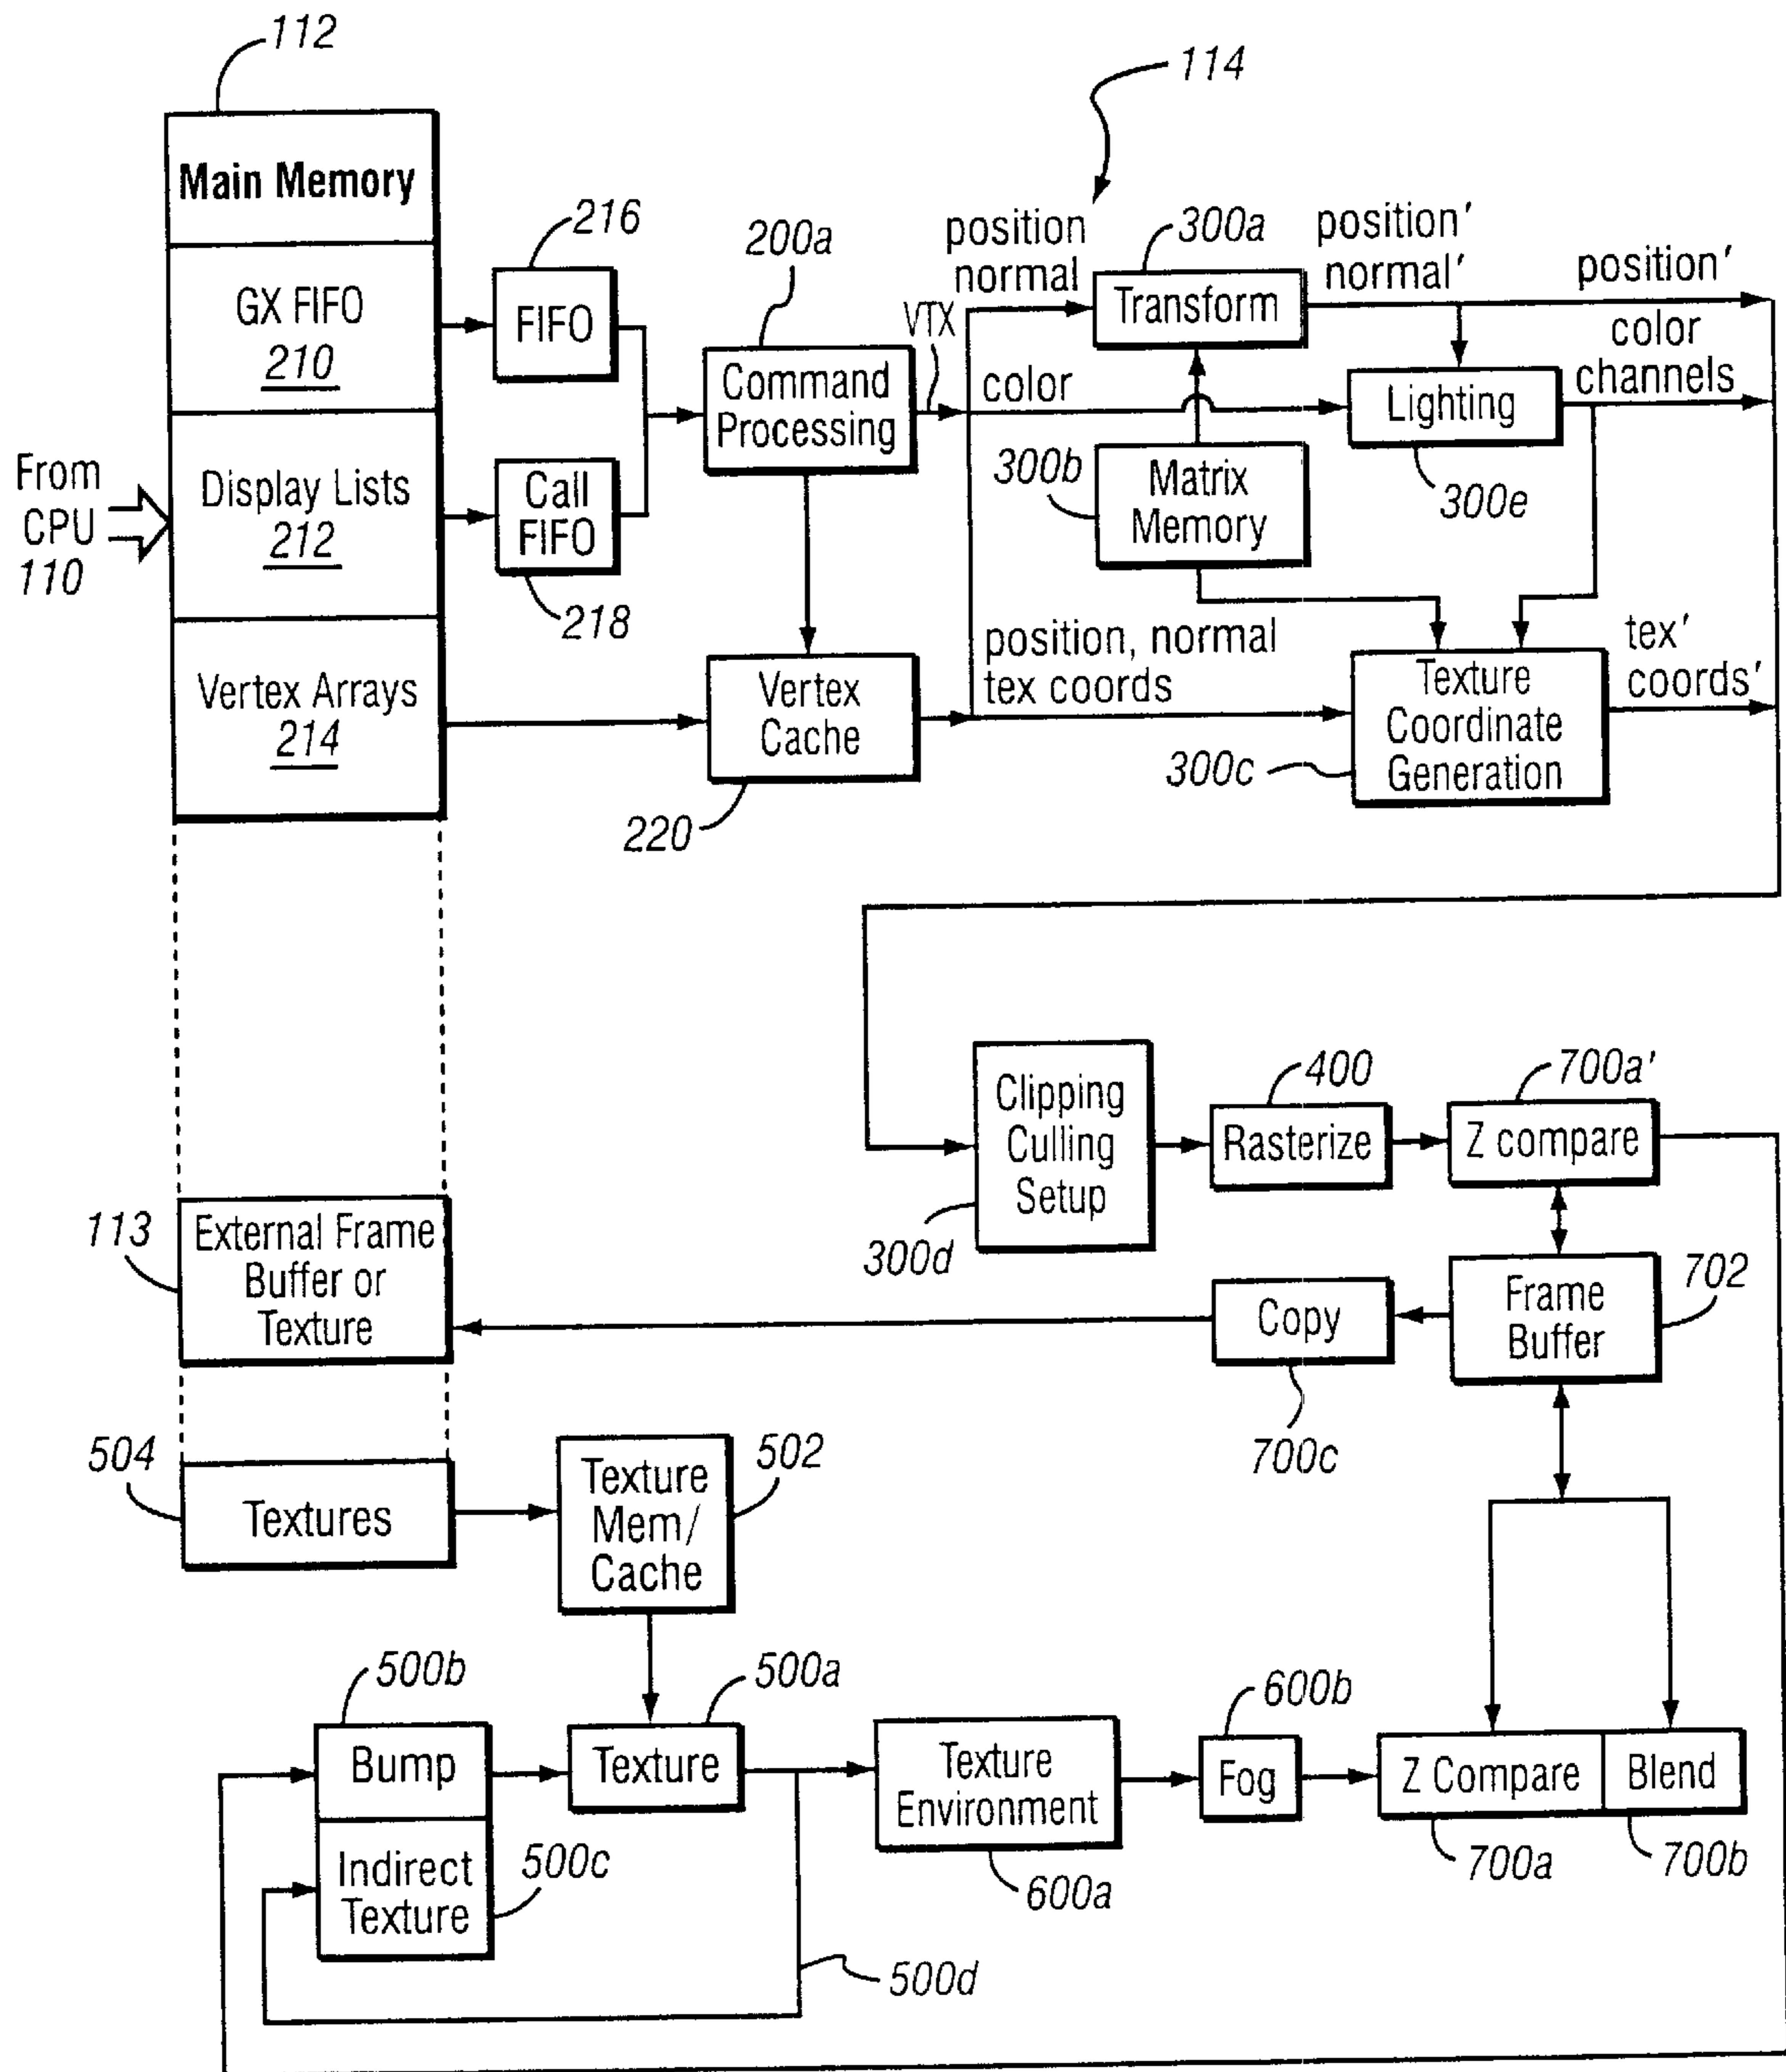 112
114
Main Memory
216
200a
position
normal
300a
position'
normal'
position'
GX FIFO
210
FIFO
VTX
Transform
color
channels
Command
Processing
color
Lighting
From
CPU
110
Display Lists
212
Call
FIFO
300b
Matrix
Memory
300e
218
Vertex Arrays
214
Vertex
Cache
position, normal
tex coords
Texture
Coordinate
Generation
tex'
coords'
300c
220
Clipping
Culling
Setup
400
Rasterize
700a'
Z compare
113
External Frame
Buffer or
Texture
300d
Copy
Frame
Buffer
702
700c
504
Textures
Texture
Mem/
Cache
502
500b
500a
600b
Bump
Texture
Texture
Environment
Fog
Z Compare
Blend
Indirect
Texture
500c
600a
700a
700b
500d